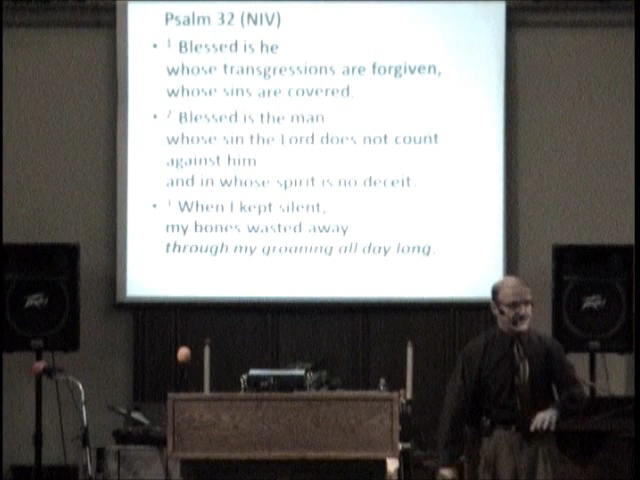 Psalm 32 (NIV)
• 1 Blessed is he
whose transgressions are forgiven,
whose sins are covered.
• 2 Blessed is the man
whose sin the Lord does not count
against him
and in whose spirit is no deceit.
• 3 When I kept silent,
my bones wasted away
through my groaning all day long.
PEAVEY
PEAVEY